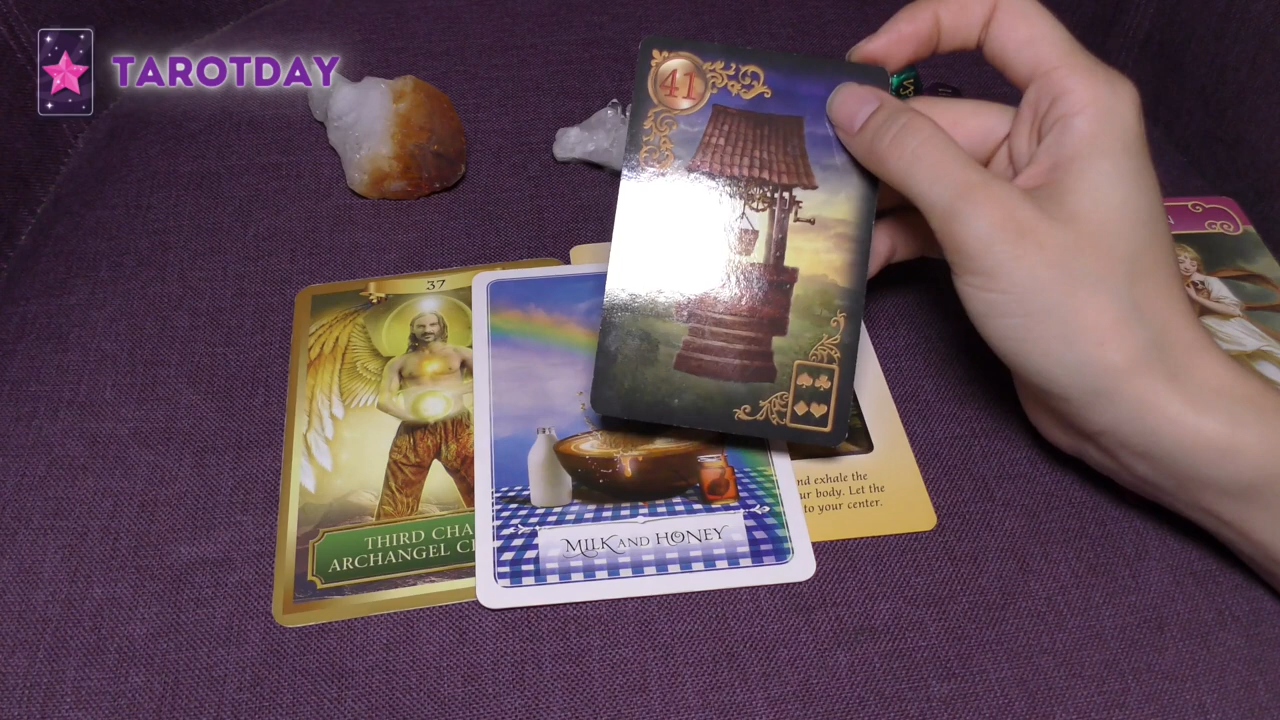 TAROTDAY
41
37
THIRD CHA
ARCHANGEL C
MILK AND HONEY
nd exhale the
ur body. Let the
to your center.
N